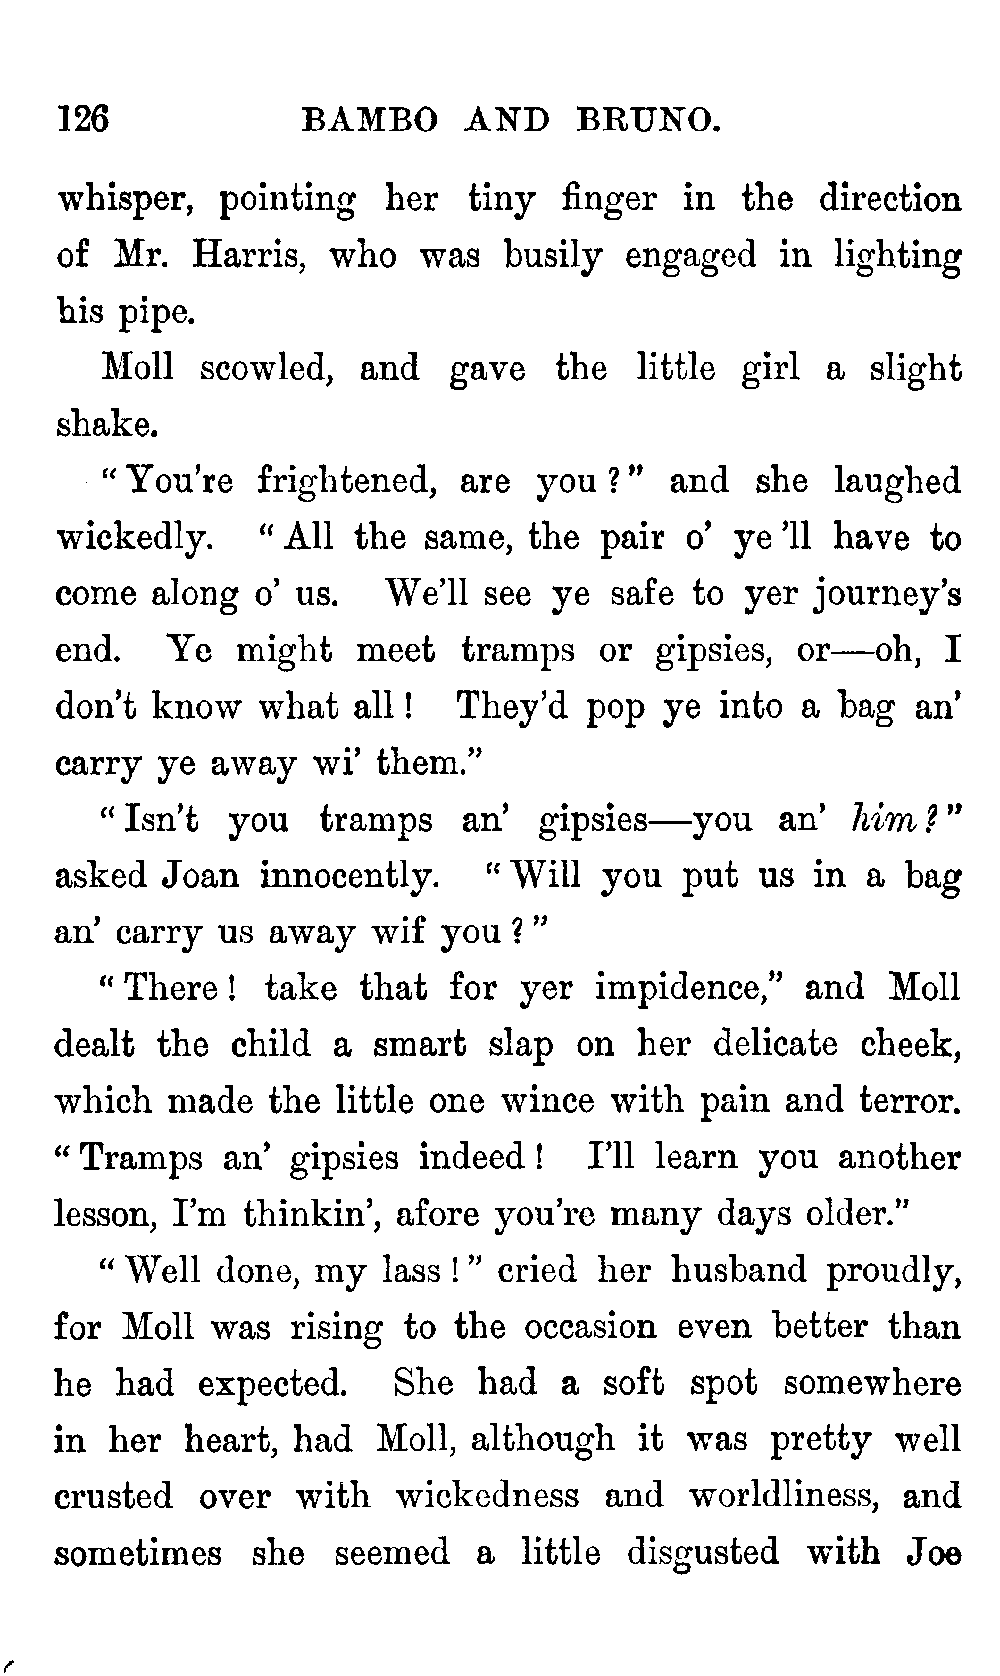 126 BAMBO AND BRUNO.
whisper, pointing her tiny finger in the direction
of Mr. Harris, who was busily engaged in lighting
his pipe.
Moll scowled, and gave the little girl a slight
shake.
"You're frightened, are you?" and she laughed
wickedly. "All the same, the pair o' ye'll have to
come along o' us. We'll see ye safe to yer journey's
end. Ye might meet tramps or gipsies, or—oh, I
don't know what all! They'd pop ye into a bag an'
carry ye away wi' them."
"Isn't you tramps an' gipsies—you an' him?"
asked Joan innocently. "Will you put us in a bag
an' carry us away wif you?"
"There! take that for yer impidence," and Moll
dealt the child a smart slap on her delicate cheek,
which made the little one wince with pain and terror.
"Tramps an' gipsies indeed! I'll learn you another
lesson, I'm thinkin', afore you're many days older."
"Well done, my lass!" cried her husband proudly,
for Moll was rising to the occasion even better than
he had expected. She had a soft spot somewhere
in her heart, had Moll, although it was pretty well
crusted over with wickedness and worldliness, and
sometimes she seemed a little disgusted with Joe